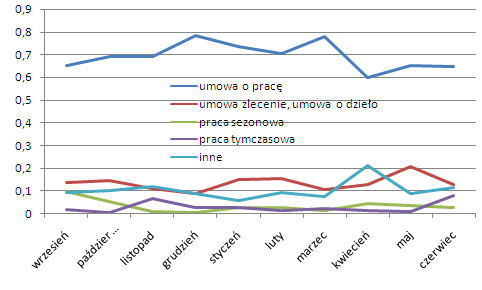 0,9
0,8
0,7
0,6
0,5
0,4
0,3
0,2
0,1
0
umowa o pracę
umowa zlecenie, umowa o dzieło
praca sezonowa
praca tymczasowa
inne
wrzesień
paździer...
listopad
grudzień
styczeń
luty
marzec
kwiecień
maj
czerwiec